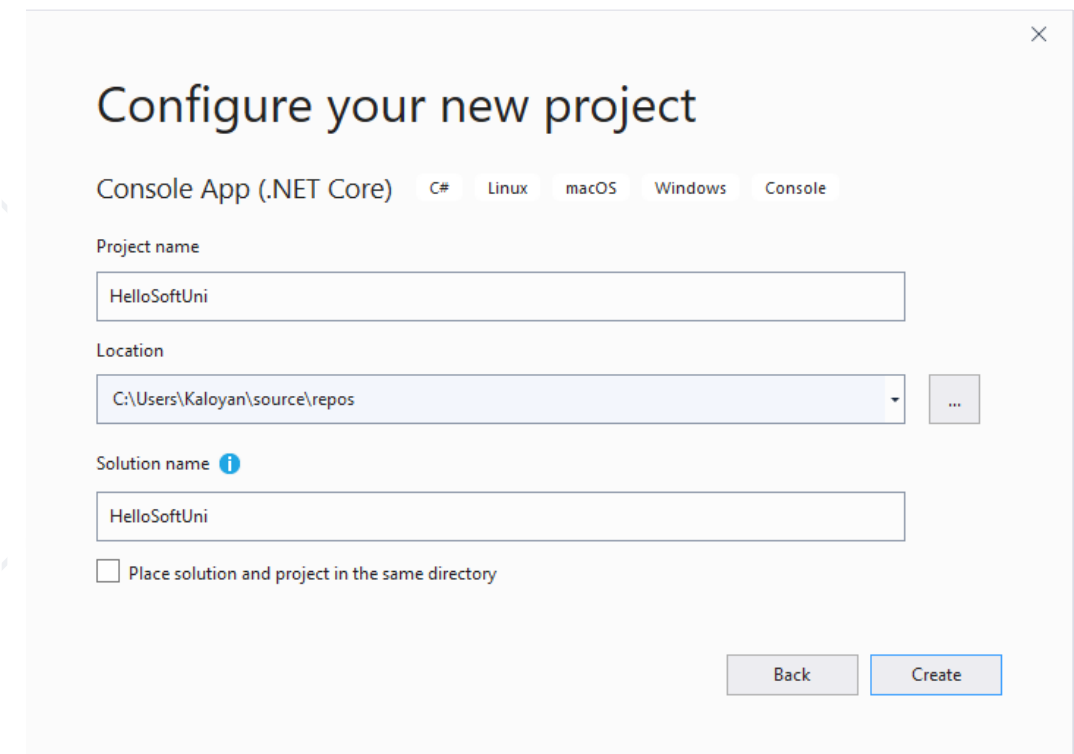 Configure your new project
Console App (.NET Core) C# Linux macOS Windows Console
Project name
HelloSoftUni
Location
C:\Users\Kaloyan\source\repos
...
Solution name
HelloSoftUni
Place solution and project in the same directory
Back Create